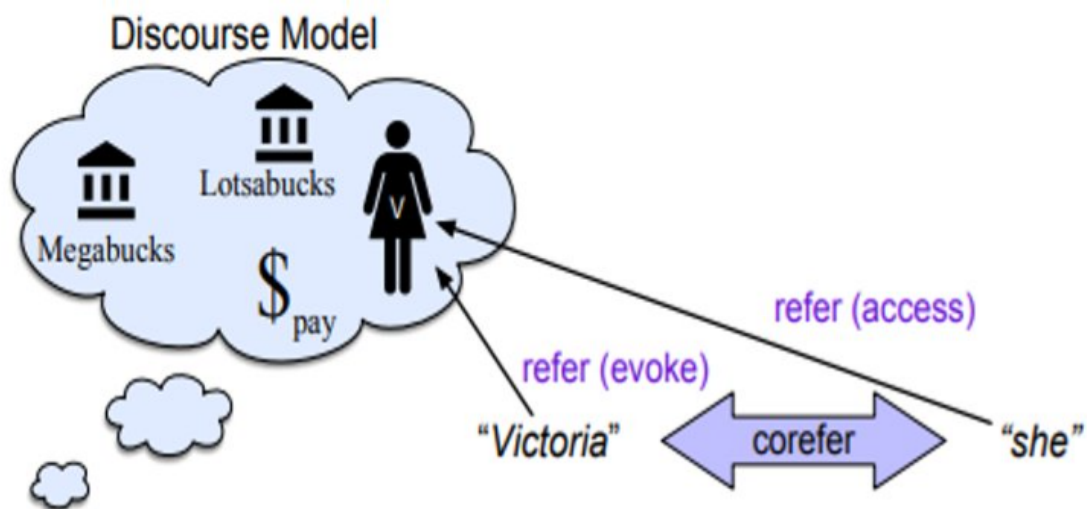 Discourse Model
Lotsabucks
Megabucks
V
$ pay
refer (access)
refer (evoke)
“Victoria”
corefer
“she”